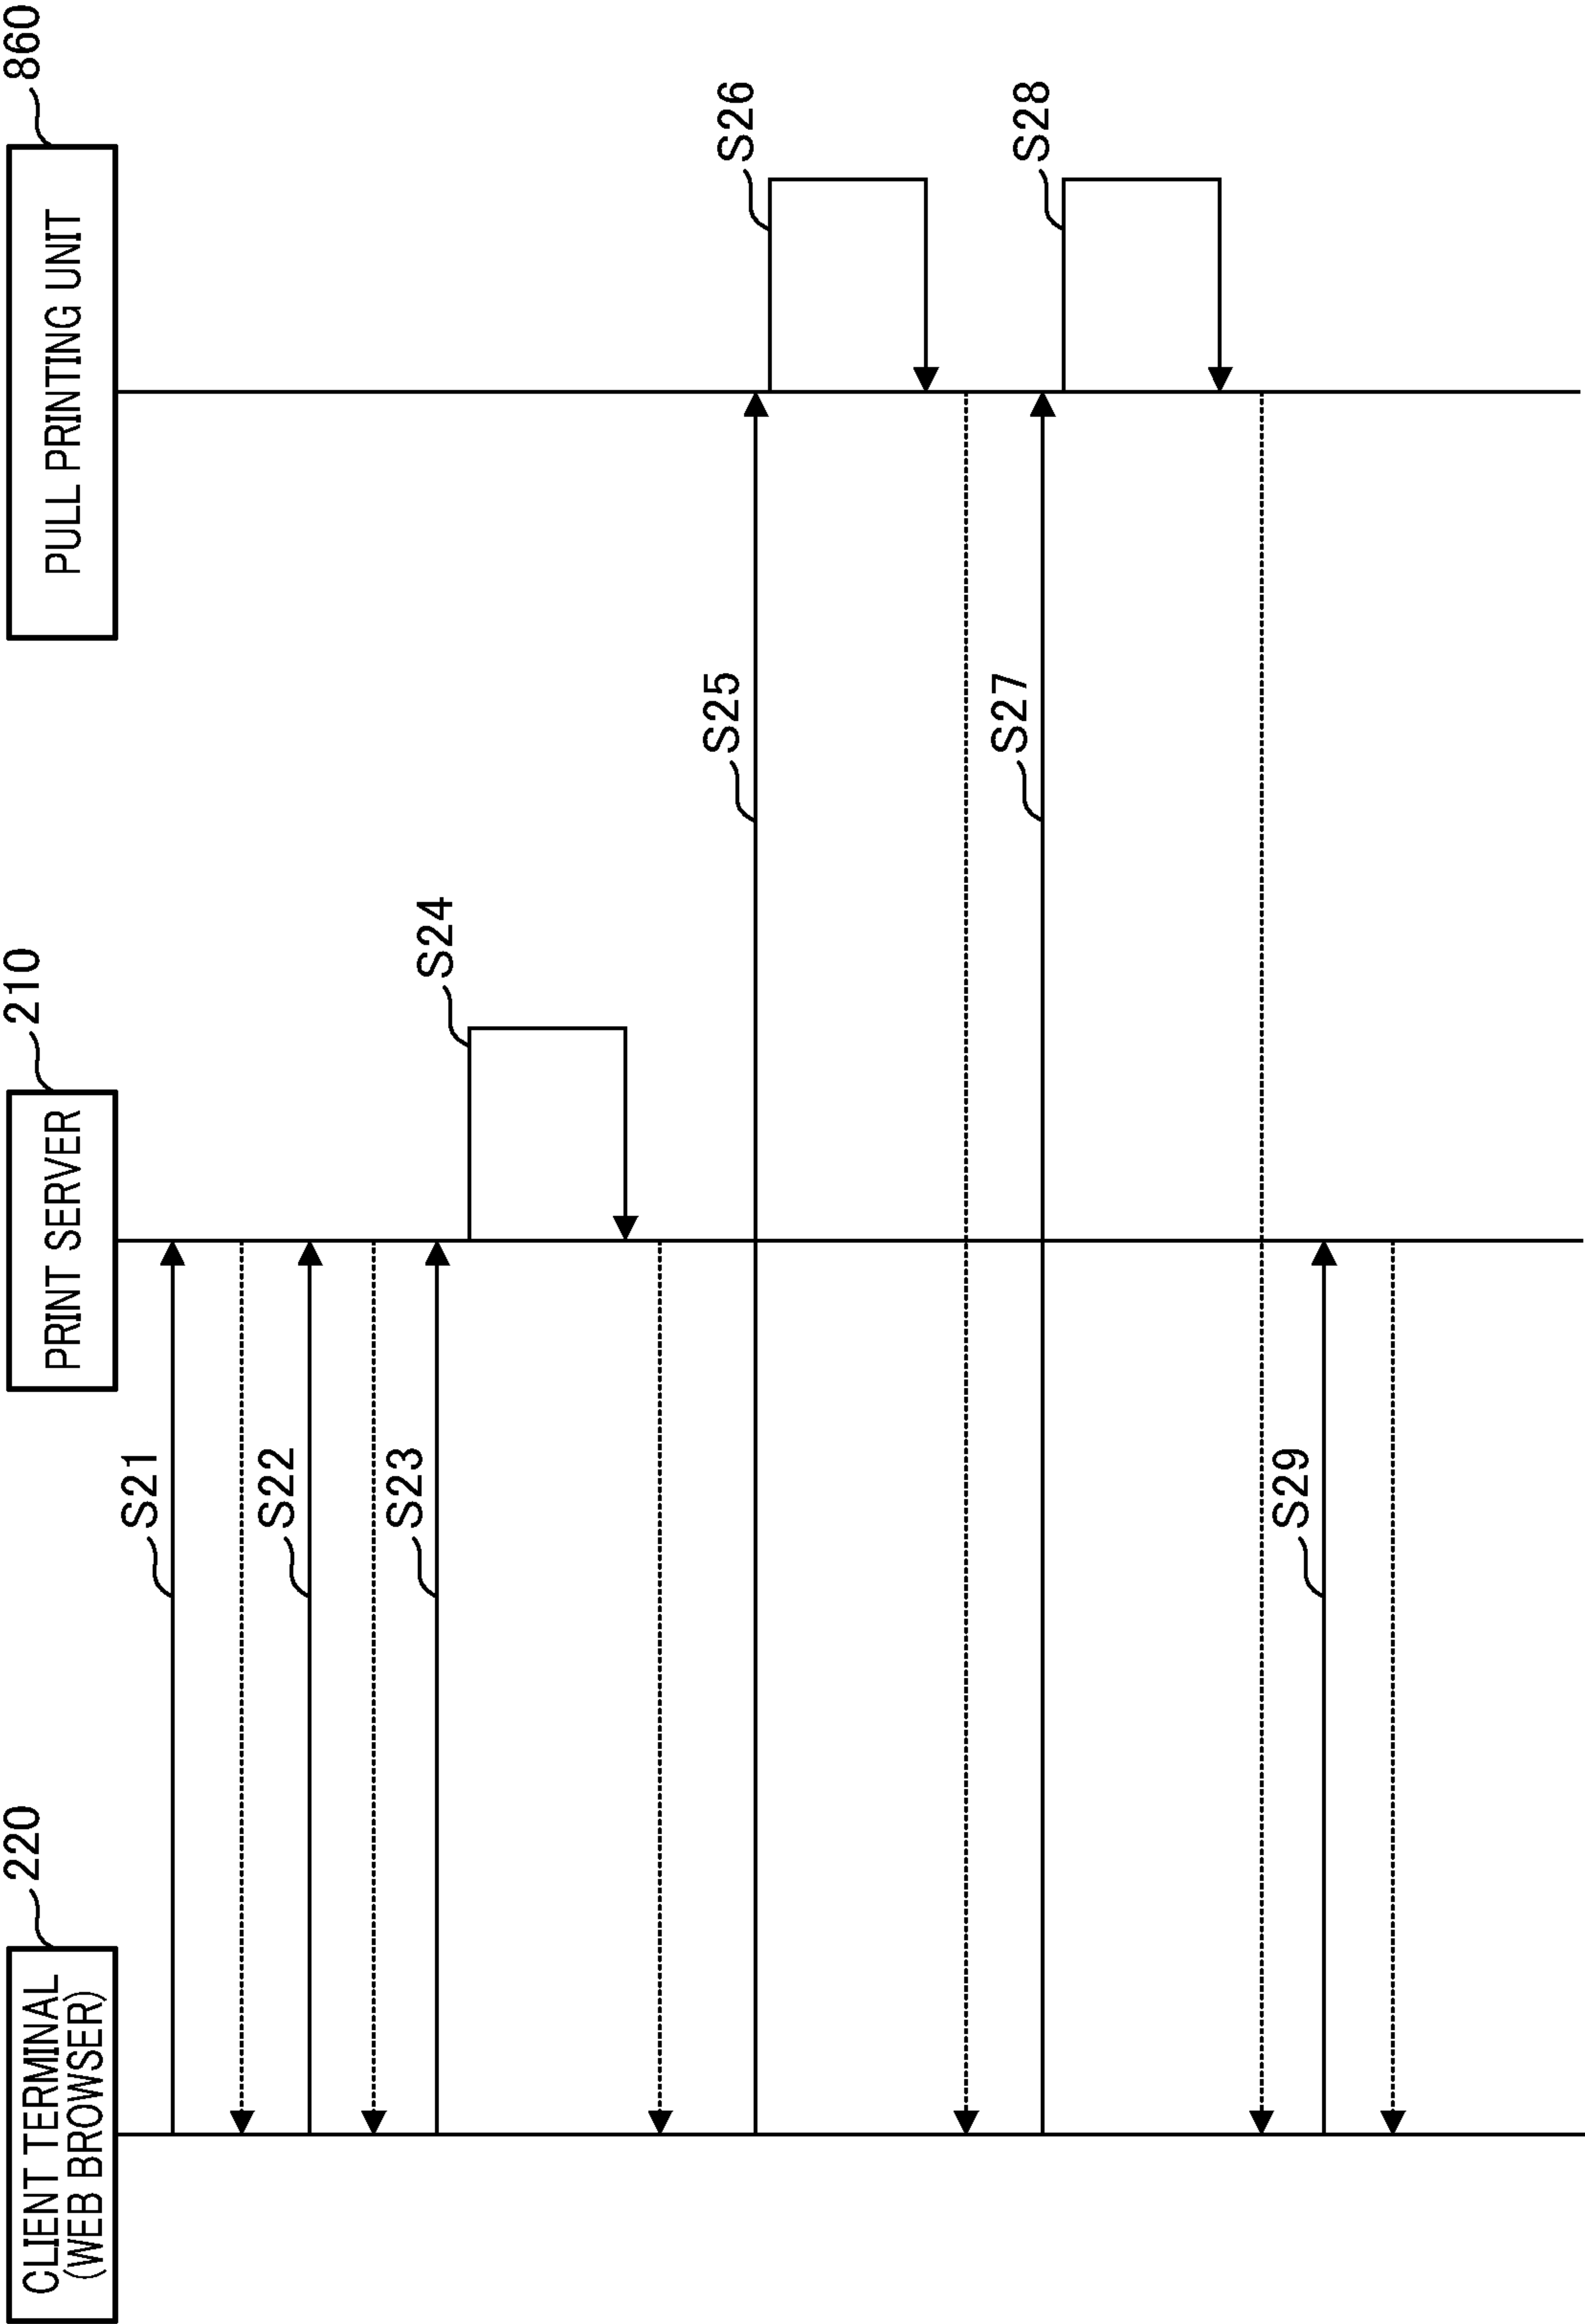 CLIENT TERMINAL
(WEB BROWSER)
220
PRINT SERVER
210
PULL PRINTING UNIT
860
S21
S22
S23
S24
S25
S26
S27
S28
S29